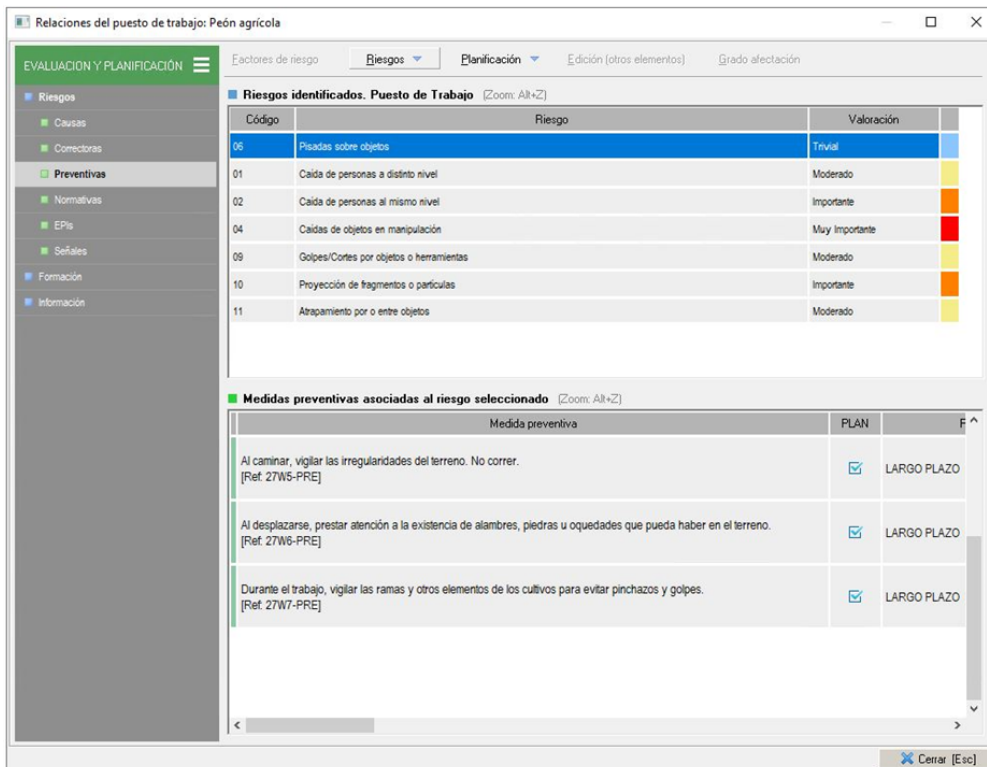 Relaciones del puesto de trabajo: Peón agrícola
EVALUACION Y PLANIFICACIÓN
Riesgos
Causas
Correctoras
Preventivas
Normativas
EPIs
Señales
Formación
Información
Factores de riesgo Riesgos Planificación Edición (otros elementos) Grado afectación
Riesgos identificados. Puesto de Trabajo (Zoom: Alt+Z)
Código Riesgo Valoración
06 Pisadas sobre objetos Trivial
01 Caida de personas a distinto nivel Moderado
02 Caida de personas al mismo nivel Importante
04 Caidas de objetos en manipulación Muy Importante
09 Golpes/Cortes por objetos o herramientas Moderado
10 Proyección de fragmentos o particulas Importante
11 Atrapamiento por o entre objetos Moderado
Medidas preventivas asociadas al riesgo seleccionado (Zoom: Alt+Z)
Medida preventiva PLAN
Al caminar, vigilar las irregularidades del terreno. No correr.
[Ref: 27W5-PRE]
LARGO PLAZO
Al desplazarse, prestar atención a la existencia de alambres, piedras u oquedades que pueda haber en el terreno.
[Ref: 27W6-PRE]
LARGO PLAZO
Durante el trabajo, vigilar las ramas y otros elementos de los cultivos para evitar pinchazos y golpes.
[Ref: 27W7-PRE]
LARGO PLAZO
Cerrar [Esc]